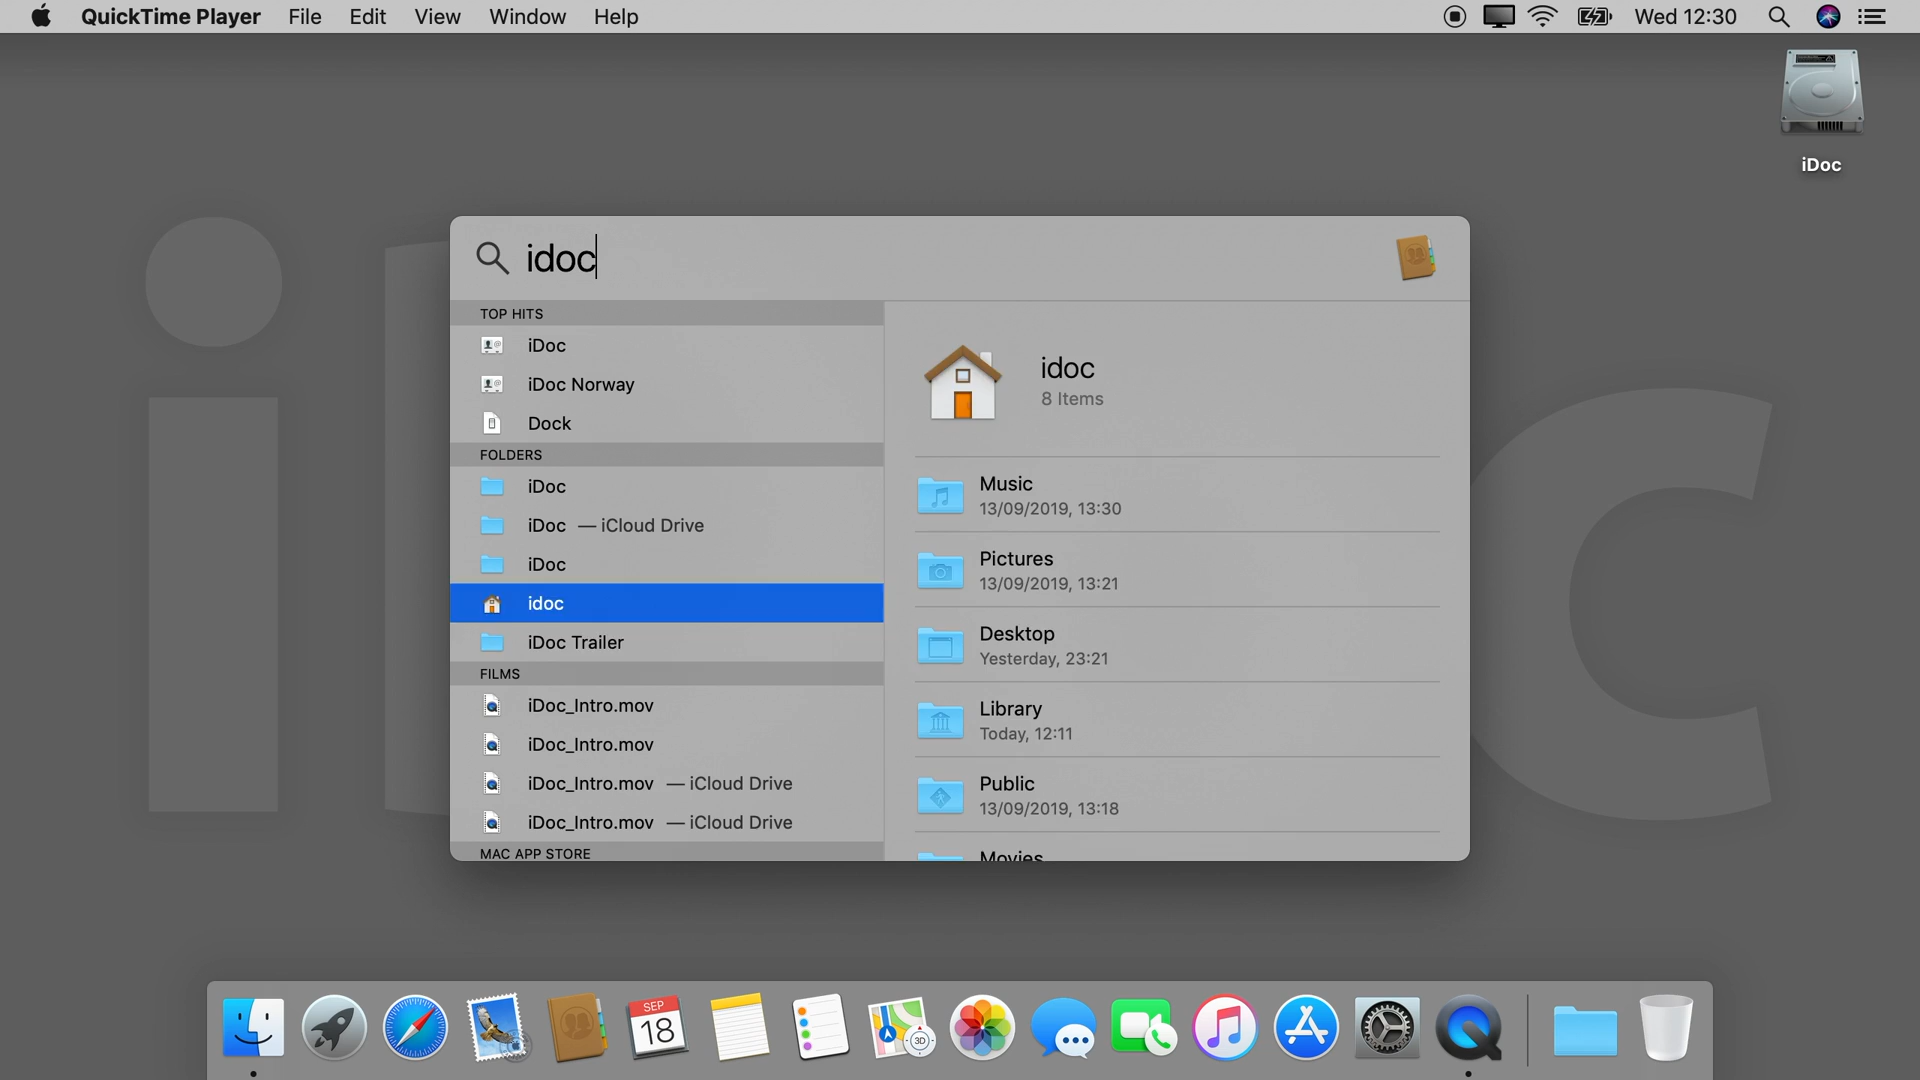 QuickTime Player File Edit View Window Help Wed 12:30
iDoc
idoc
TOP HITS
iDoc
iDoc Norway
Dock
FOLDERS
iDoc
iDoc — iCloud Drive
iDoc
idoc
iDoc Trailer
FILMS
iDoc_Intro.mov
iDoc_Intro.mov
iDoc_Intro.mov — iCloud Drive
iDoc_Intro.mov — iCloud Drive
MAC APP STORE
idoc
8 Items
Music
13/09/2019, 13:30
Pictures
13/09/2019, 13:21
Desktop
Yesterday, 23:21
Library
Today, 12:11
Public
13/09/2019, 13:18
Movies
SEP
18
3D